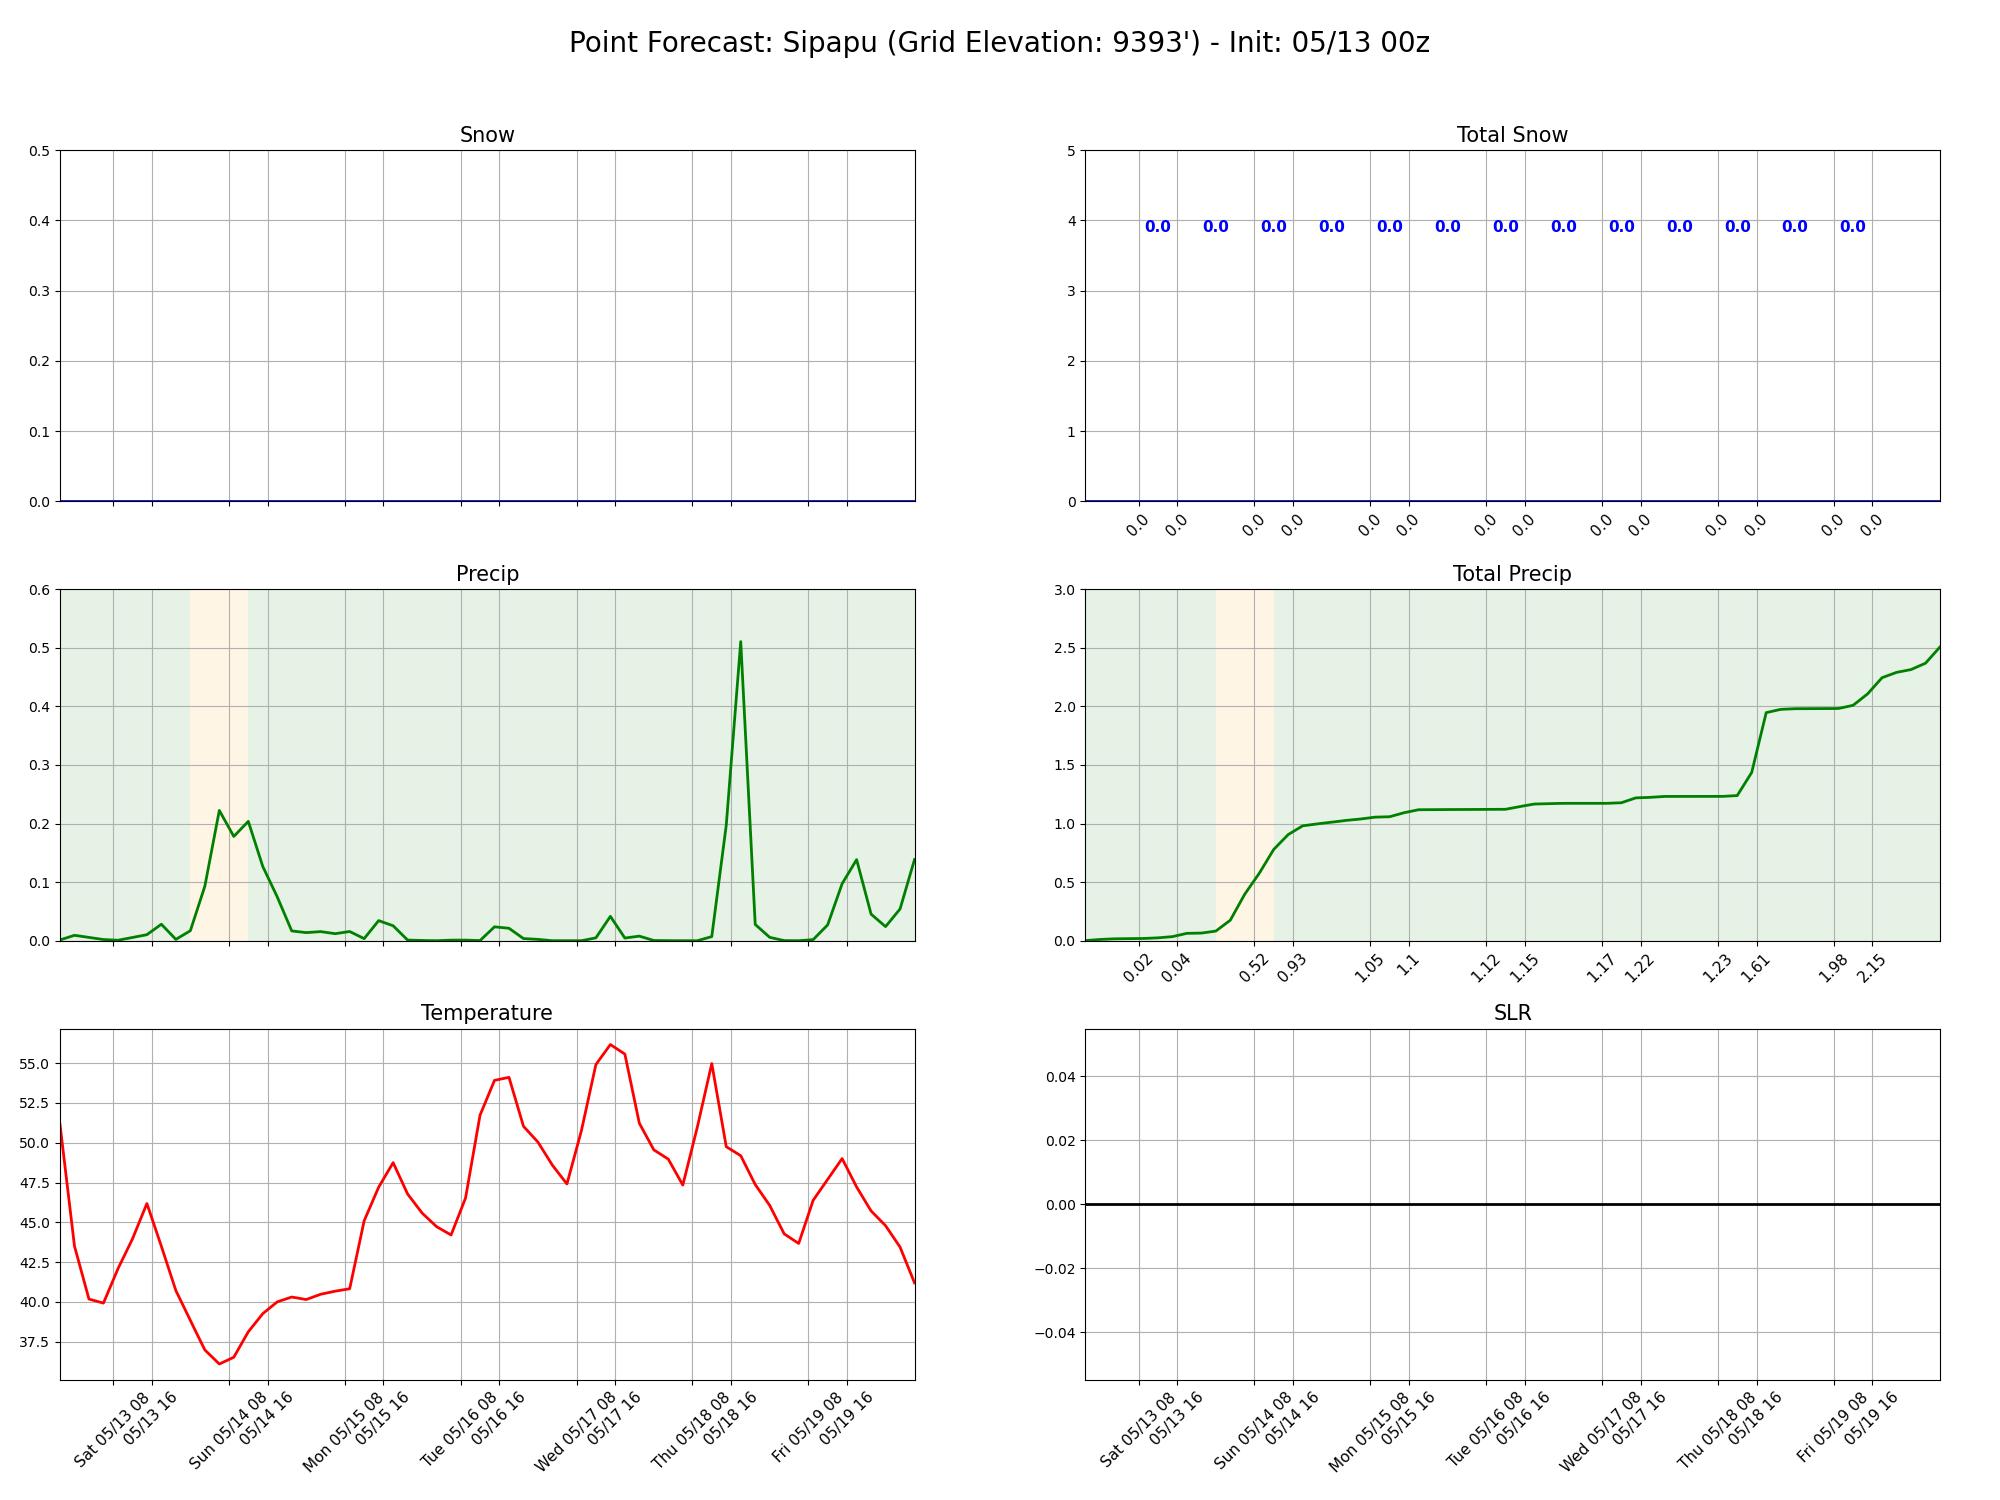 Point Forecast: Sipapu (Grid Elevation: 9393') - Init: 05/13 00z
Snow
0.5
0.4
0.3
0.2
0.1
0.0
Total Snow
5
4
3
2
1
0
0.0 0.0 0.0 0.0 0.0 0.0 0.0 0.0 0.0 0.0 0.0 0.0 0.0
0.0 0.0 0.0 0.0 0.0 0.0 0.0 0.0 0.0 0.0 0.0 0.0 0.0 0.0
Precip
0.6
0.5
0.4
0.3
0.2
0.1
0.0
Total Precip
3.0
2.5
2.0
1.5
1.0
0.5
0.0
0.02 0.04 0.52 0.93 1.05 1.1 1.12 1.15 1.17 1.22 1.23 1.61 1.98 2.15
Temperature
55.0
52.5
50.0
47.5
45.0
42.5
40.0
37.5
Sat 05/13 08
05/13 16
Sun 05/14 08
05/14 16
Mon 05/15 08
05/15 16
Tue 05/16 08
05/16 16
Wed 05/17 08
05/17 16
Thu 05/18 08
05/18 16
Fri 05/19 08
05/19 16
SLR
0.04
0.02
0.00
−0.02
−0.04
Sat 05/13 08
05/13 16
Sun 05/14 08
05/14 16
Mon 05/15 08
05/15 16
Tue 05/16 08
05/16 16
Wed 05/17 08
05/17 16
Thu 05/18 08
05/18 16
Fri 05/19 08
05/19 16